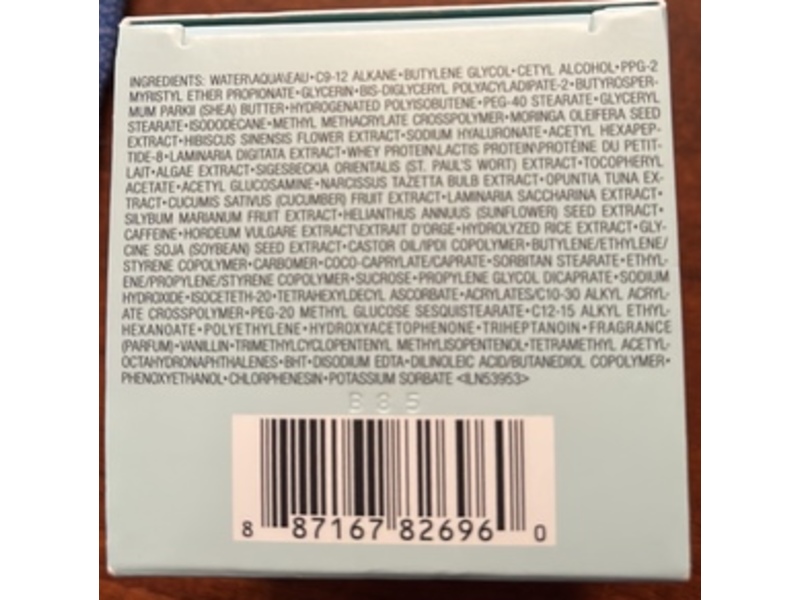 INGREDIENTS: WATER\AQUA\EAU•C9-12 ALKANE•BUTYLENE GLYCOL•CETYL ALCOHOL•PPG-2
MYRISTYL ETHER PROPIONATE•GLYCERIN•BIS-DIGLYCERYL POLYACYLADIPATE-2•BUTYROSPER-
MUM PARKII (SHEA) BUTTER•HYDROGENATED POLYISOBUTENE•PEG-40 STEARATE•GLYCERYL
STEARATE•ISODODECANE•METHYL METHACRYLATE CROSSPOLYMER•MORINGA OLEIFERA SEED
EXTRACT•HIBISCUS SINENSIS FLOWER EXTRACT•SODIUM HYALURONATE•ACETYL HEXAPEP-
TIDE-8•LAMINARIA DIGITATA EXTRACT•WHEY PROTEIN\LACTIS PROTEIN\PROTÉINE DU PETIT-
LAIT•ALGAE EXTRACT•SIGESBECKIA ORIENTALIS (ST. PAUL'S WORT) EXTRACT•TOCOPHERYL
ACETATE•ACETYL GLUCOSAMINE•NARCISSUS TAZETTA BULB EXTRACT•OPUNTIA TUNA EX-
TRACT•CUCUMIS SATIVUS (CUCUMBER) FRUIT EXTRACT•LAMINARIA SACCHARINA EXTRACT•
SILYBUM MARIANUM FRUIT EXTRACT•HELIANTHUS ANNUUS (SUNFLOWER) SEED EXTRACT•
CAFFEINE•HORDEUM VULGARE EXTRACT\EXTRAIT D'ORGE•HYDROLYZED RICE EXTRACT•GLY-
CINE SOJA (SOYBEAN) SEED EXTRACT•CASTOR OIL/IPDI COPOLYMER•BUTYLENE/ETHYLENE/
STYRENE COPOLYMER•CARBOMER•COCO-CAPRYLATE/CAPRATE•SORBITAN STEARATE•ETHYL-
ENE/PROPYLENE/STYRENE COPOLYMER•SUCROSE•PROPYLENE GLYCOL DICAPRATE•SODIUM
HYDROXIDE•ISOCETETH-20•TETRAHEXYLDECYL ASCORBATE•ACRYLATES/C10-30 ALKYL ACRYL-
ATE CROSSPOLYMER•PEG-20 METHYL GLUCOSE SESQUISTEARATE•C12-15 ALKYL ETHYL-
HEXANOATE•POLYETHYLENE•HYDROXYACETOPHENONE•TRIHEPTANOIN•FRAGRANCE
(PARFUM)•VANILLIN•TRIMETHYLCYCLOPENTENYL METHYLISOPENTENOL•TETRAMETHYL ACETYL-
OCTAHYDRONAPHTHALENES•BHT•DISODIUM EDTA•DILINOLEIC ACID/BUTANEDIOL COPOLYMER•
PHENOXYETHANOL•CHLORPHENESIN•POTASSIUM SORBATE <ILN53953>
B85
8 87167 82696 0